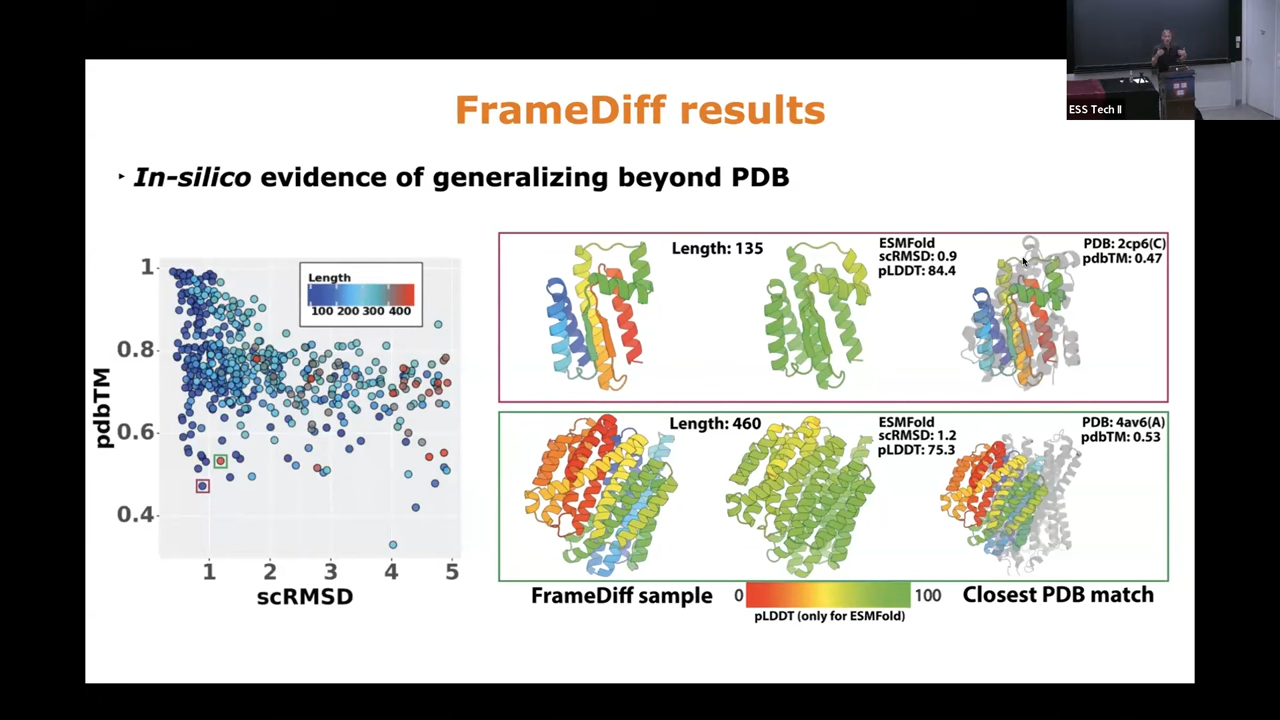 ESS Tech II
FrameDiff results
‣ In-silico evidence of generalizing beyond PDB
pdbTM
1
0.8
0.6
0.4
Length
100 200 300 400
1 2 3 4 5
scRMSD
Length: 135
ESMFold
scRMSD: 0.9
pLDDT: 84.4
PDB: 2cp6(C)
pdbTM: 0.47
Length: 460
ESMFold
scRMSD: 1.2
pLDDT: 75.3
PDB: 4av6(A)
pdbTM: 0.53
FrameDiff sample
0 100
pLDDT (only for ESMFold)
Closest PDB match